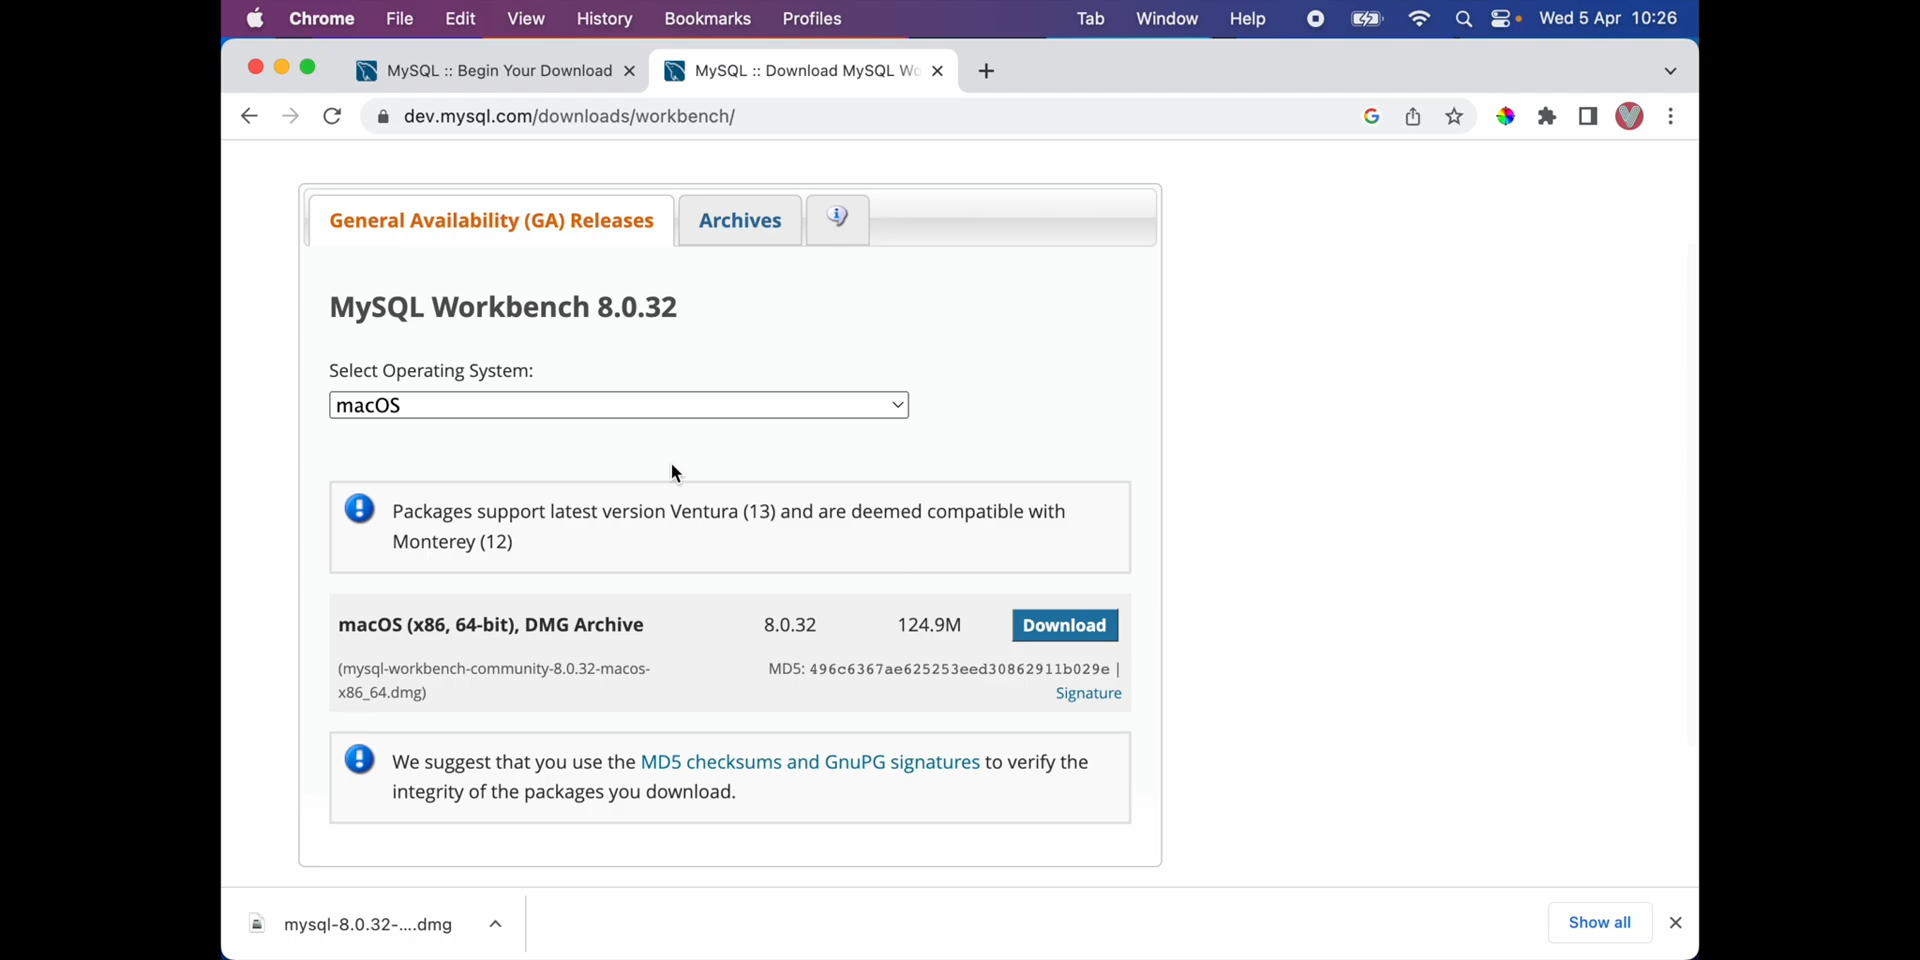 Chrome File Edit View History Bookmarks Profiles Tab Window Help Wed 5 Apr 10:26
MySQL :: Begin Your Download MySQL :: Download MySQL Wo
dev.mysql.com/downloads/workbench/
General Availability (GA) Releases Archives
MySQL Workbench 8.0.32
Select Operating System:
macOS
Packages support latest version Ventura (13) and are deemed compatible with
Monterey (12)
macOS (x86, 64-bit), DMG Archive 8.0.32 124.9M Download
(mysql-workbench-community-8.0.32-macos- MD5: 496c6367ae625253eed30862911b029e |
x86_64.dmg) Signature
We suggest that you use the MD5 checksums and GnuPG signatures to verify the
integrity of the packages you download.
mysql-8.0.32-....dmg Show all